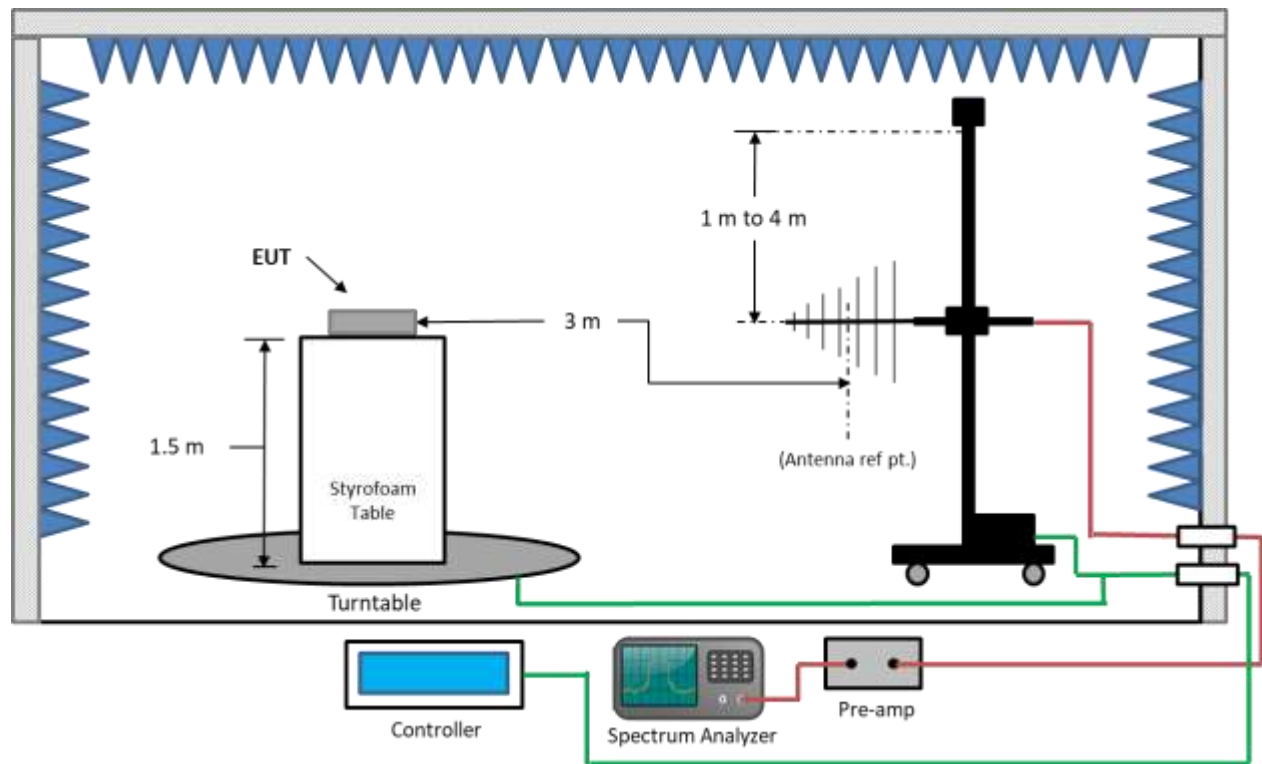 1 m to 4 m
EUT
3 m
1.5 m
(Antenna ref pt.)
Styrofoam
Table
Turntable
Controller
Spectrum Analyzer
Pre-amp